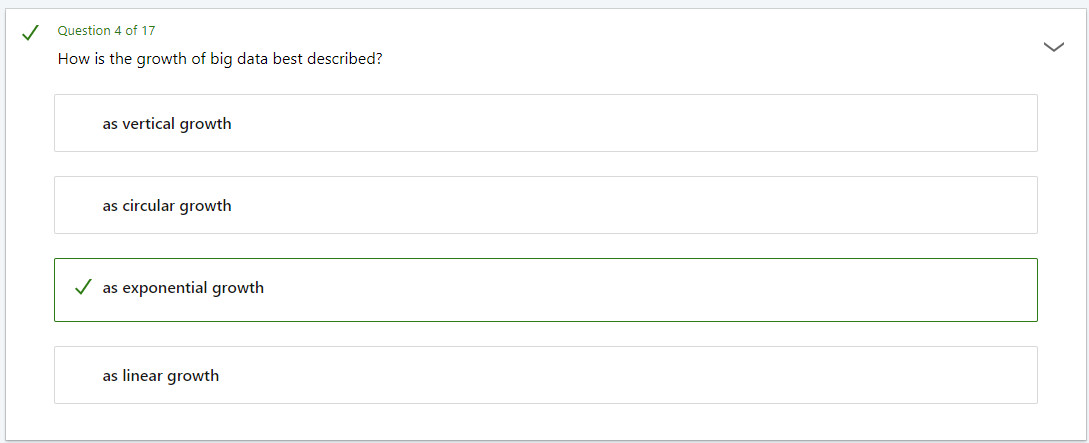 Question 4 of 17
How is the growth of big data best described?
as vertical growth
as circular growth
as exponential growth
as linear growth